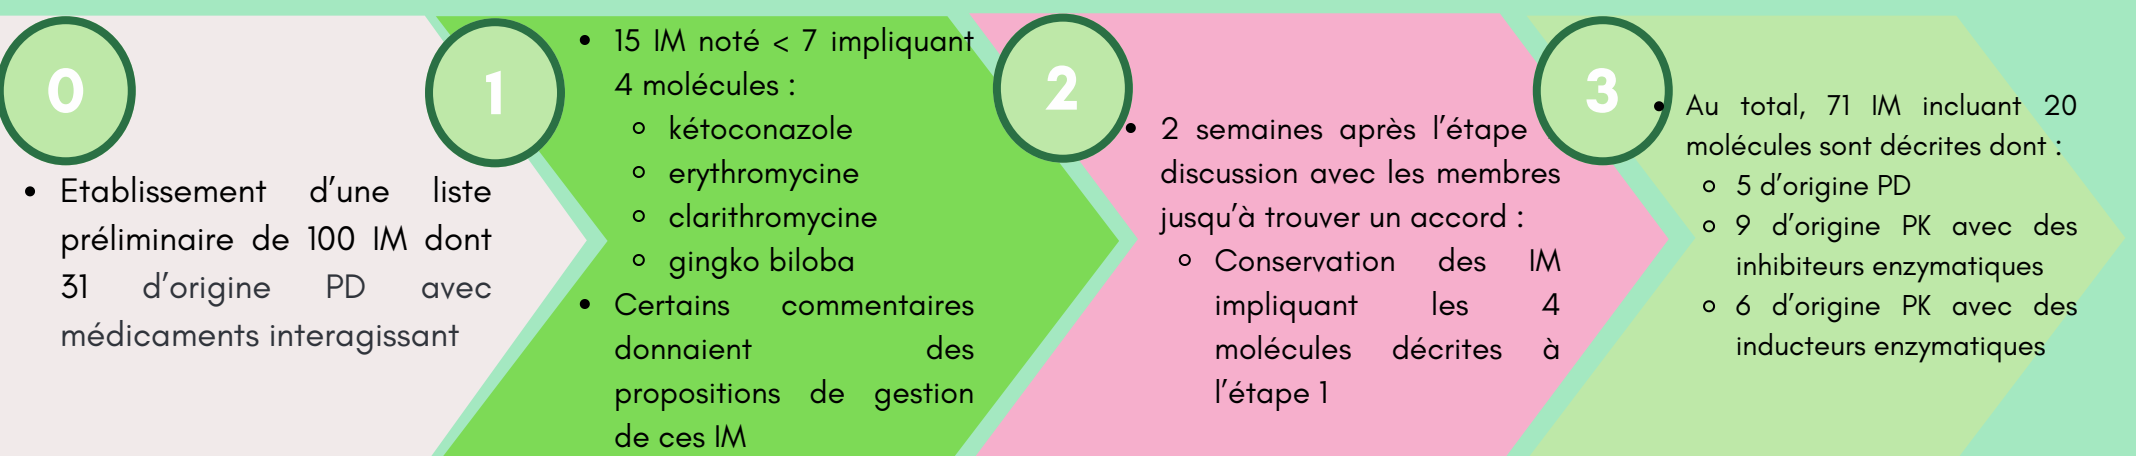 0
Etablissement d'une liste
préliminaire de 100 IM dont
31 d'origine PD avec
médicaments interagissant
1
15 IM noté < 7 impliquant
4 molécules :
kétoconazole
erythromycine
clarithromycine
gingko biloba
Certains commentaires
donnaient des
propositions de gestion
de ces IM
2
2 semaines après l'étape
discussion avec les membres
jusqu'à trouver un accord :
Conservation des IM
impliquant les 4
molécules décrites à
l'étape 1
3
Au total, 71 IM incluant 20
molécules sont décrites dont :
5 d'origine PD
9 d'origine PK avec des
inhibiteurs enzymatiques
6 d'origine PK avec des
inducteurs enzymatiques